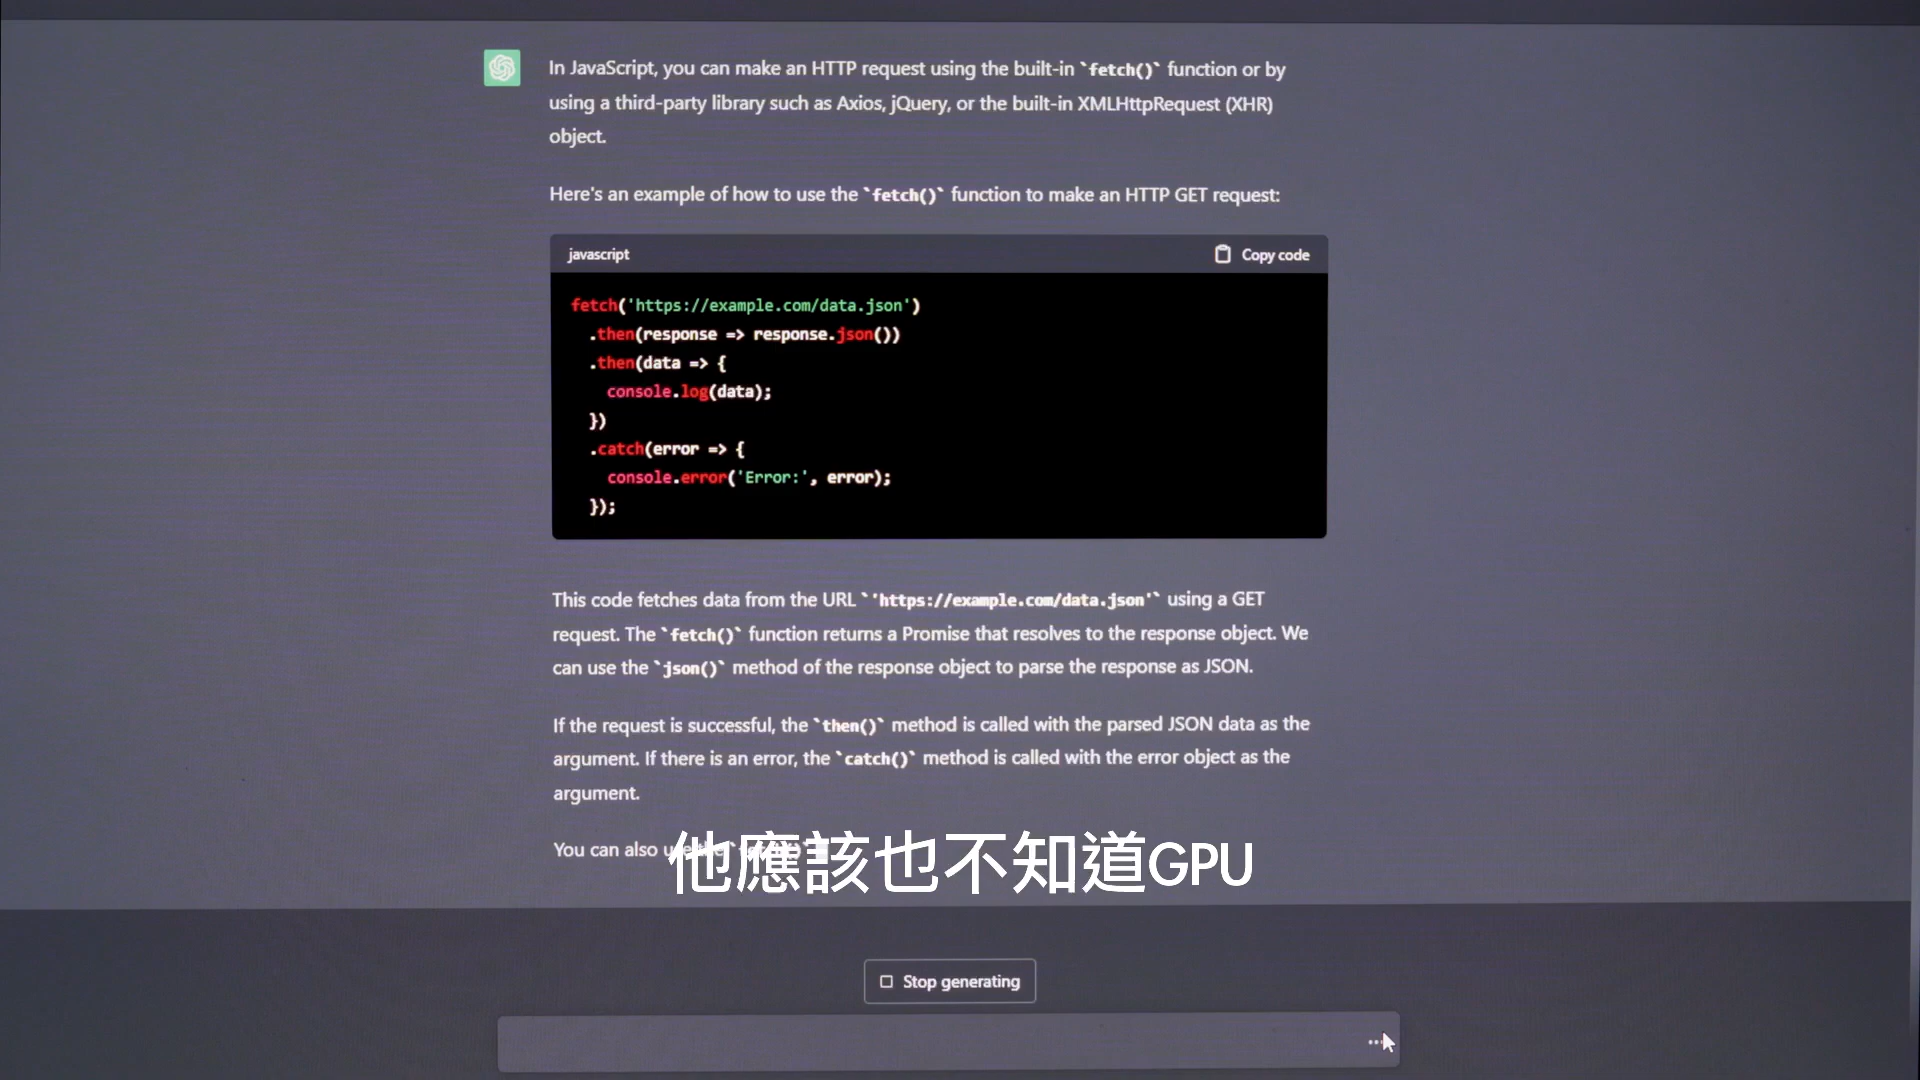 In JavaScript, you can make an HTTP request using the built-in `fetch()` function or by
using a third-party library such as Axios, jQuery, or the built-in XMLHttpRequest (XHR)
object.
Here's an example of how to use the `fetch()` function to make an HTTP GET request:
javascript
Copy code
fetch('https://example.com/data.json')
.then(response => response.json())
.then(data => {
console.log(data);
})
.catch(error => {
console.error('Error:', error);
});
This code fetches data from the URL `'https://example.com/data.json'` using a GET
request. The `fetch()` function returns a Promise that resolves to the response object. We
can use the `json()` method of the response object to parse the response as JSON.
If the request is successful, the `then()` method is called with the parsed JSON data as the
argument. If there is an error, the `catch()` method is called with the error object as the
argument.
You can also
他應該也不知道GPU
Stop generating